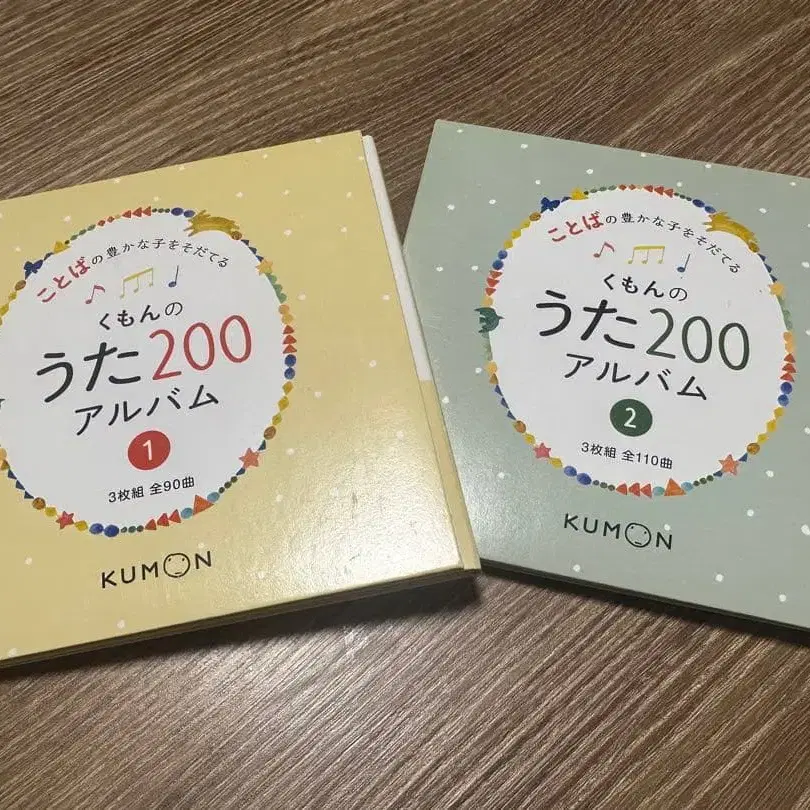 ことばの豊かな子をそだてる
くもんの
うた200
アルバム
1
3枚組 全90曲
KUMON
ことばの豊かな子をそだてる
くもんの
うた200
アルバム
2
3枚組 全110曲
KUMON